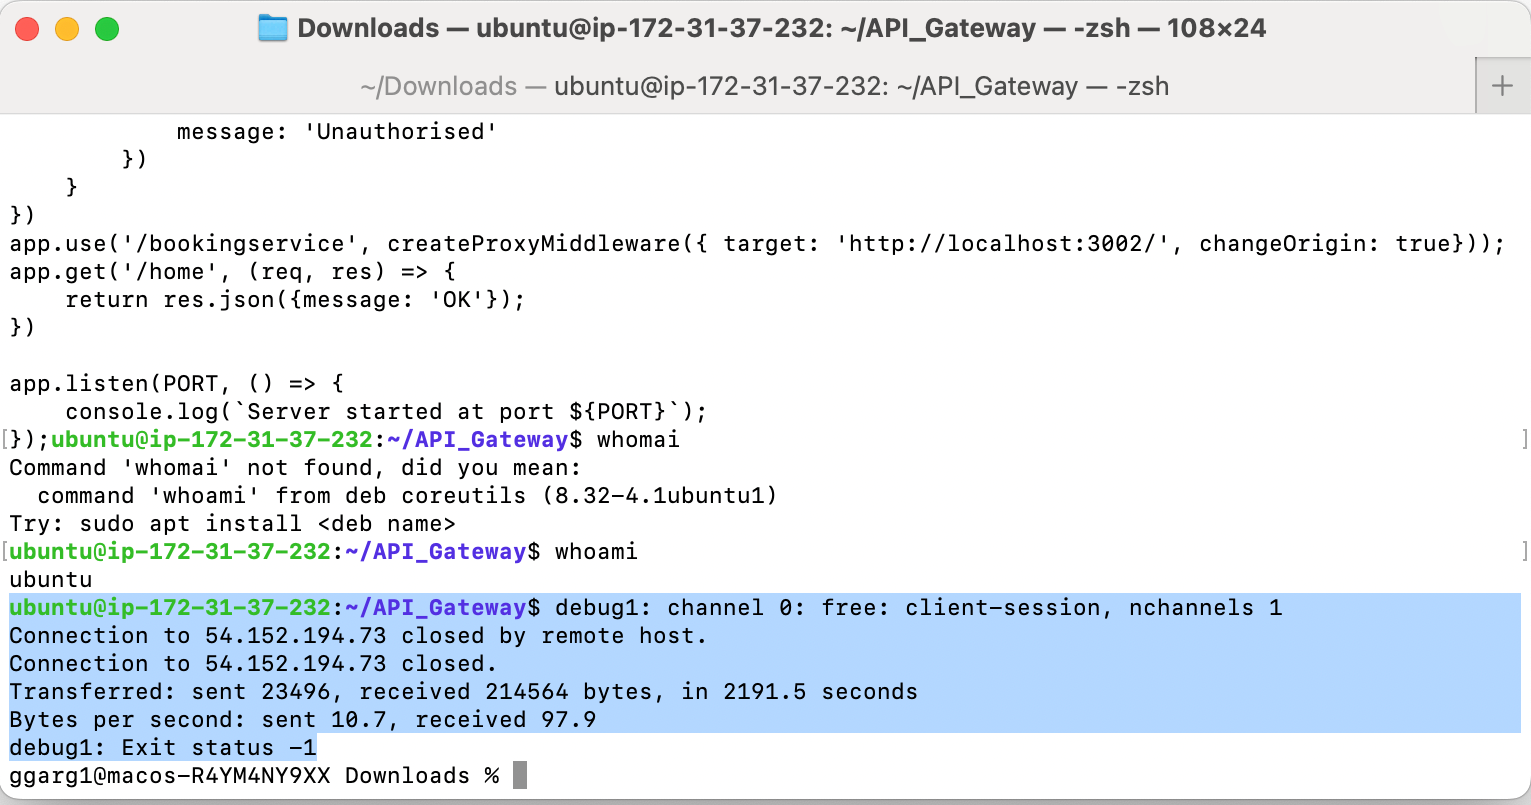 Downloads — ubuntu@ip-172-31-37-232: ~/API_Gateway — -zsh — 108×24
~/Downloads — ubuntu@ip-172-31-37-232: ~/API_Gateway — -zsh
+
            message: 'Unauthorised'
        })
    }
})
app.use('/bookingservice', createProxyMiddleware({ target: 'http://localhost:3002/', changeOrigin: true}));
app.get('/home', (req, res) => {
    return res.json({message: 'OK'});
})

app.listen(PORT, () => {
    console.log(`Server started at port ${PORT}`);
[});ubuntu@ip-172-31-37-232:~/API_Gateway$ whomai ]
Command 'whomai' not found, did you mean:
  command 'whoami' from deb coreutils (8.32-4.1ubuntu1)
Try: sudo apt install <deb name>
[ubuntu@ip-172-31-37-232:~/API_Gateway$ whoami ]
ubuntu
ubuntu@ip-172-31-37-232:~/API_Gateway$ debug1: channel 0: free: client-session, nchannels 1
Connection to 54.152.194.73 closed by remote host.
Connection to 54.152.194.73 closed.
Transferred: sent 23496, received 214564 bytes, in 2191.5 seconds
Bytes per second: sent 10.7, received 97.9
debug1: Exit status -1
ggarg1@macos-R4YM4NY9XX Downloads %